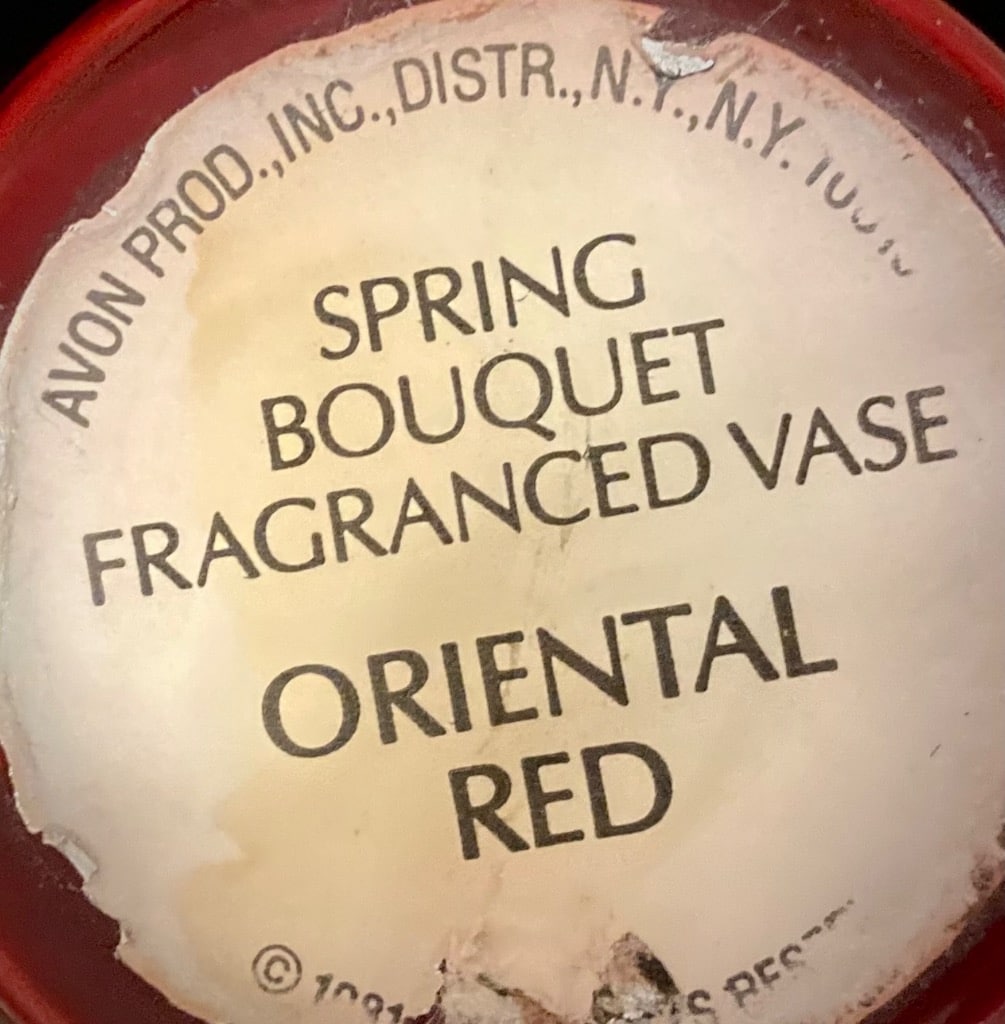 AVON PROD., INC., DISTR., N.Y., N.Y.
SPRING
BOUQUET
FRAGRANCED VASE
ORIENTAL
RED
©